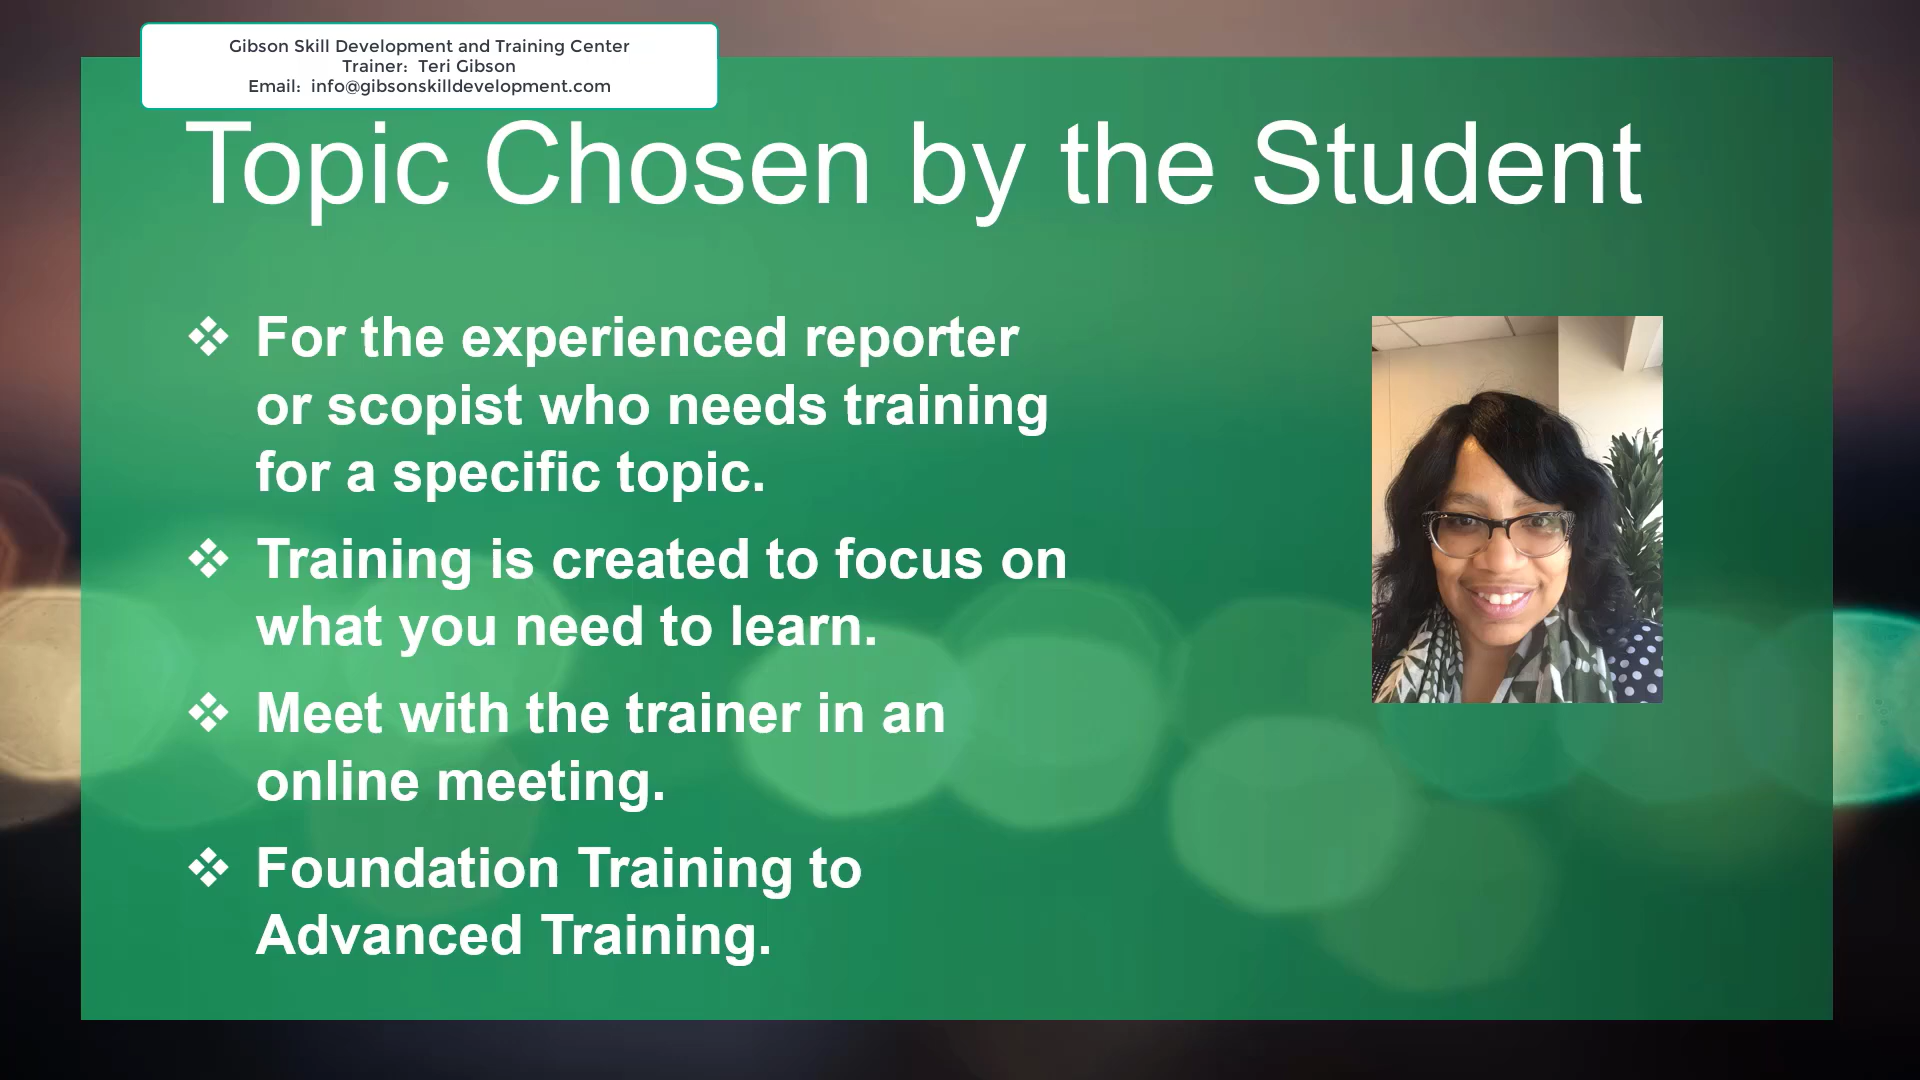 Gibson Skill Development and Training Center
Trainer: Teri Gibson
Email: info@gibsonskilldevelopment.com
Topic Chosen by the Student
❖ For the experienced reporter
or scopist who needs training
for a specific topic.
❖ Training is created to focus on
what you need to learn.
❖ Meet with the trainer in an
online meeting.
❖ Foundation Training to
Advanced Training.